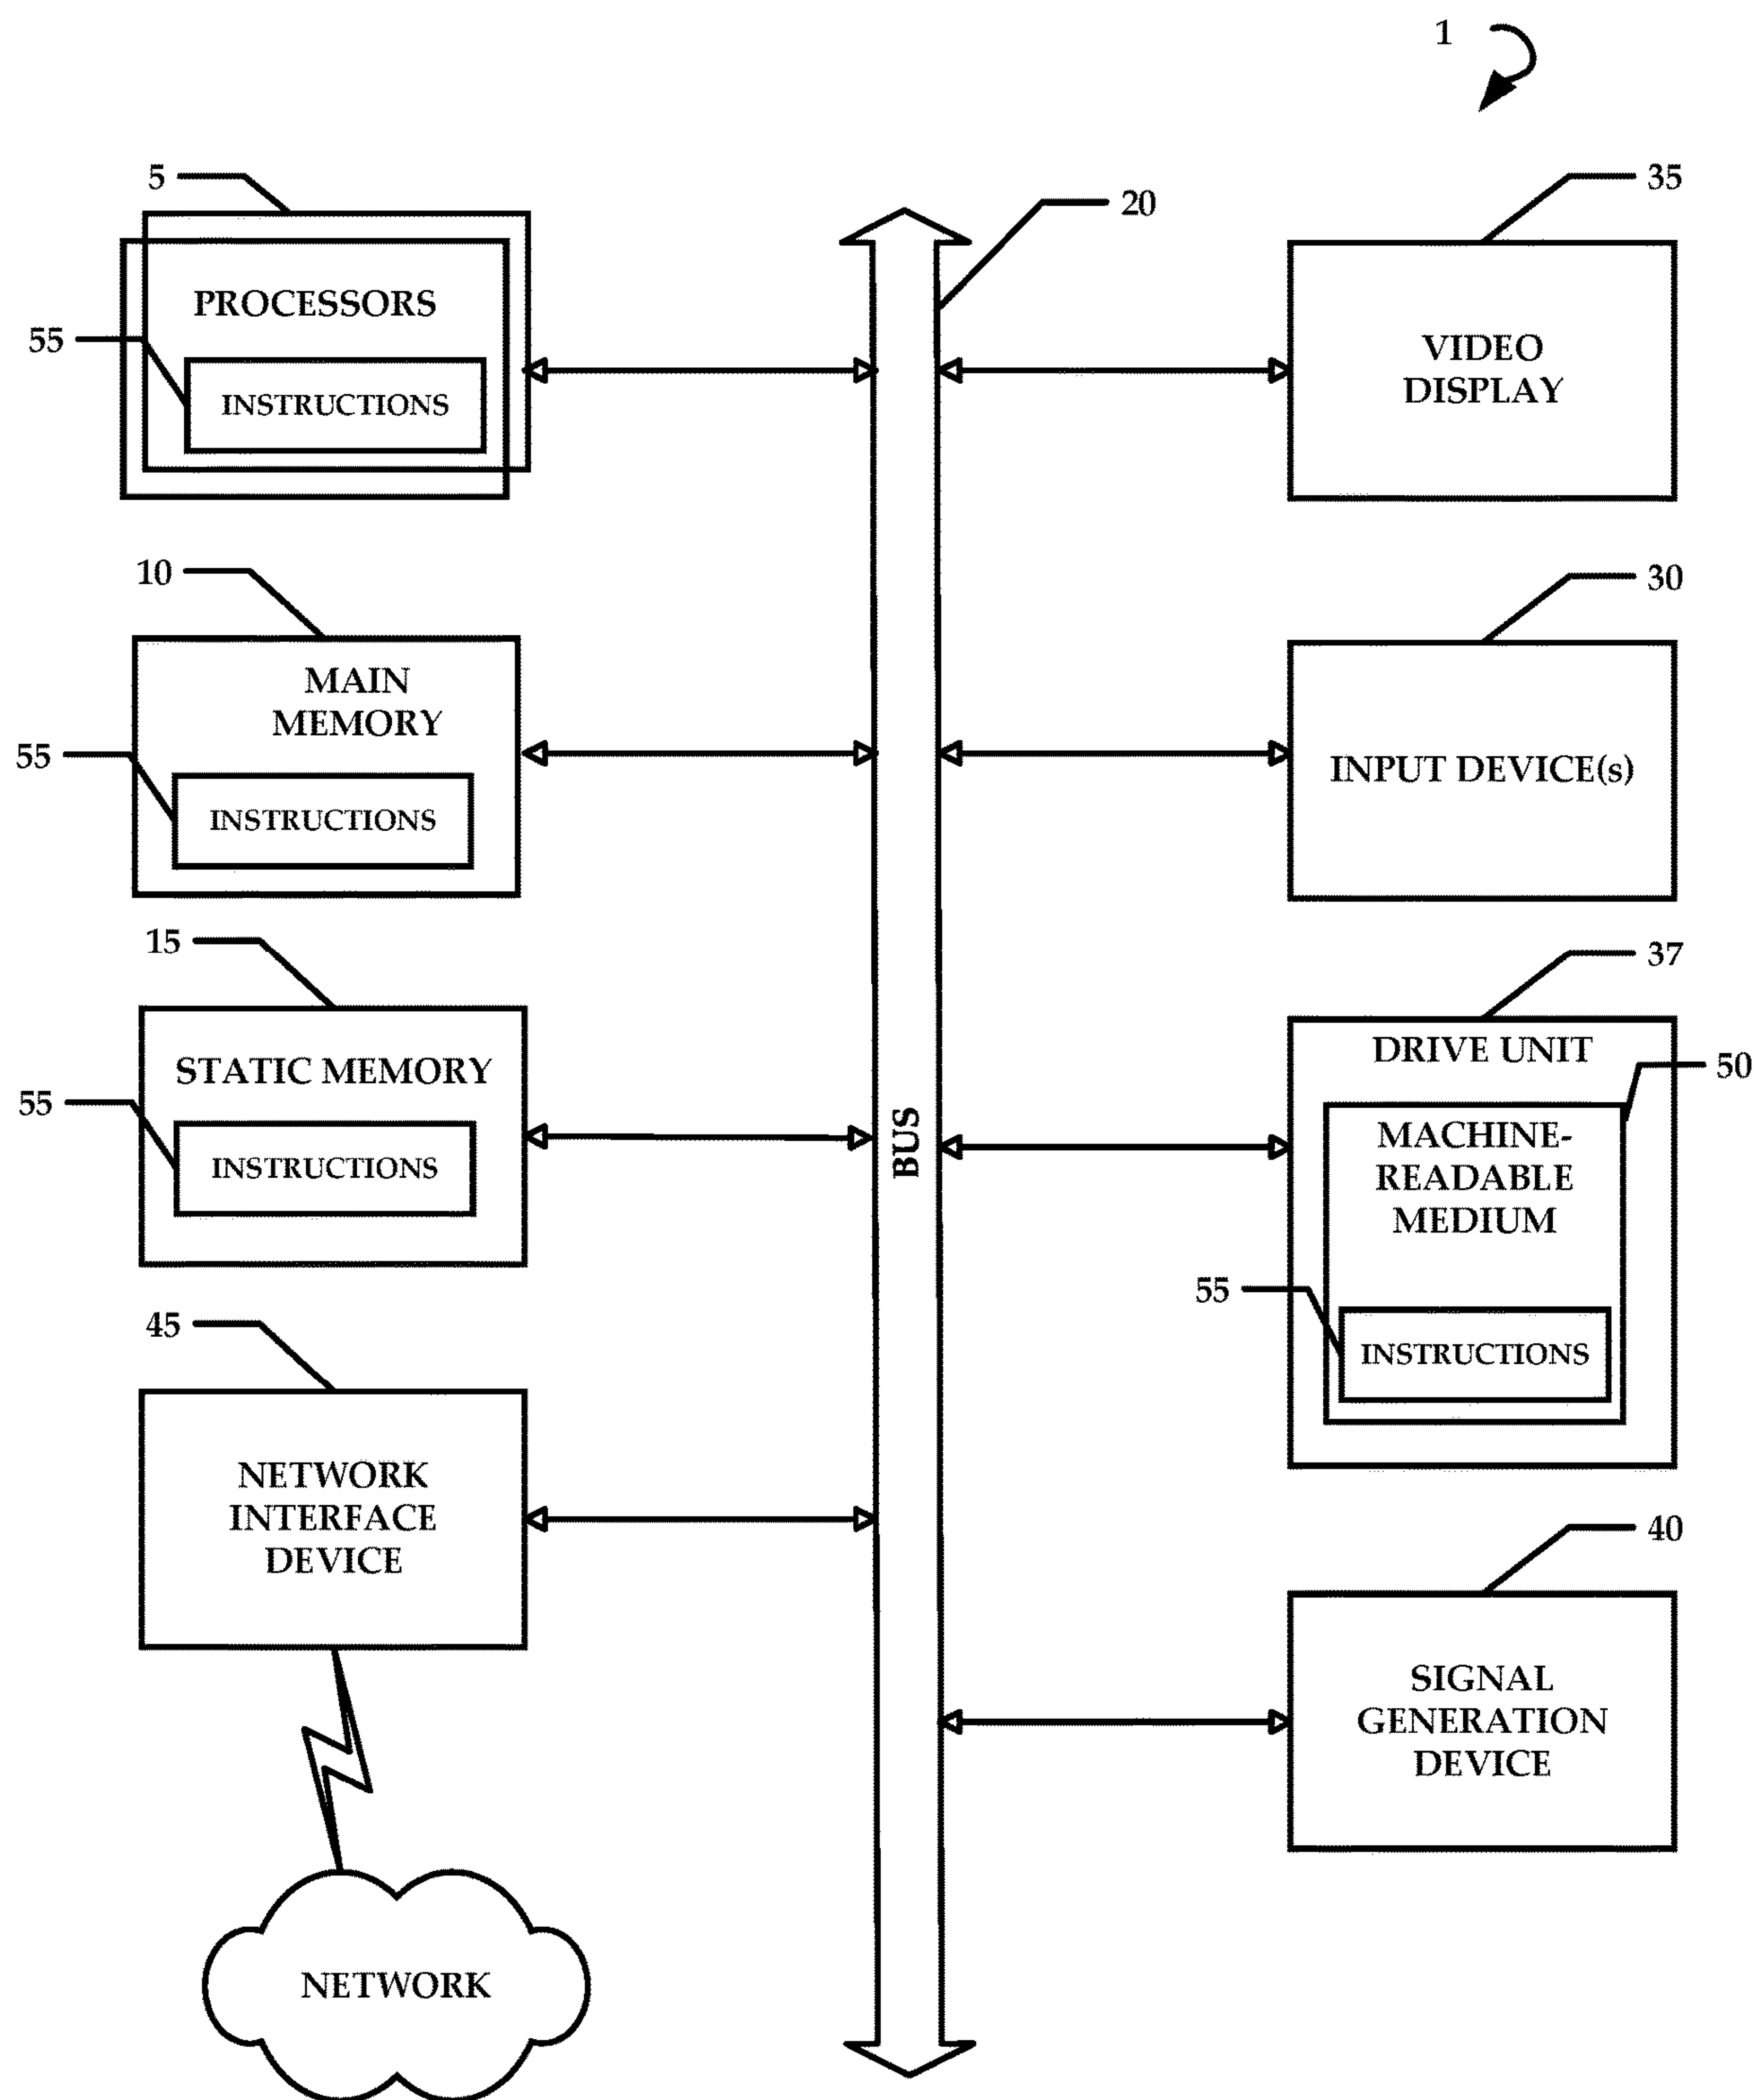 1
5
PROCESSORS
55
INSTRUCTIONS
10
MAIN
MEMORY
55
INSTRUCTIONS
15
STATIC MEMORY
55
INSTRUCTIONS
45
NETWORK
INTERFACE
DEVICE
NETWORK
20
BUS
35
VIDEO
DISPLAY
30
INPUT DEVICE(s)
37
DRIVE UNIT
50
MACHINE-
READABLE
MEDIUM
55
INSTRUCTIONS
40
SIGNAL
GENERATION
DEVICE